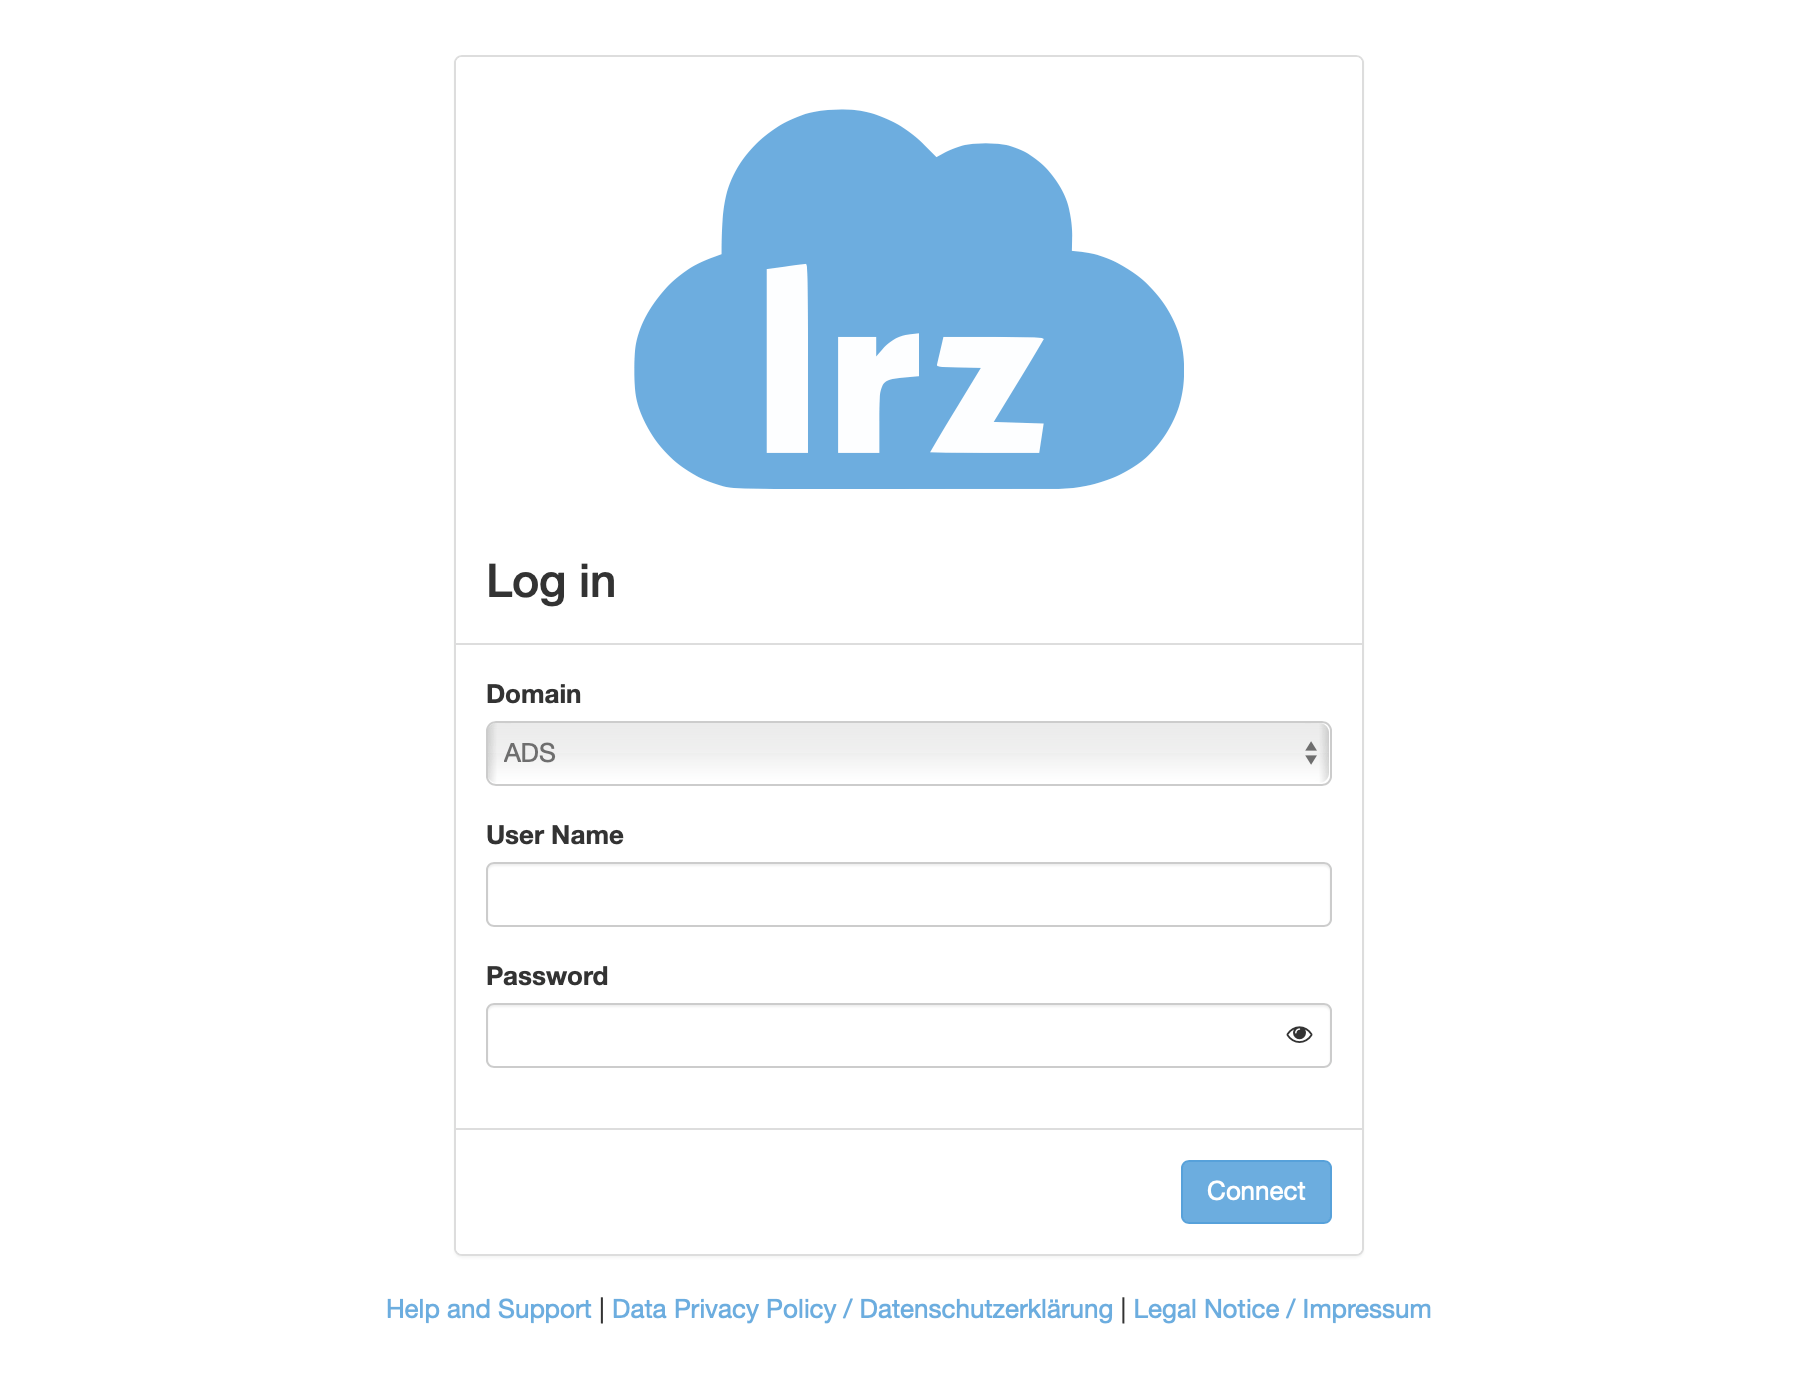 lrz
Log in
Domain
ADS
User Name
Password
Connect
Help and Support | Data Privacy Policy / Datenschutzerklärung | Legal Notice / Impressum